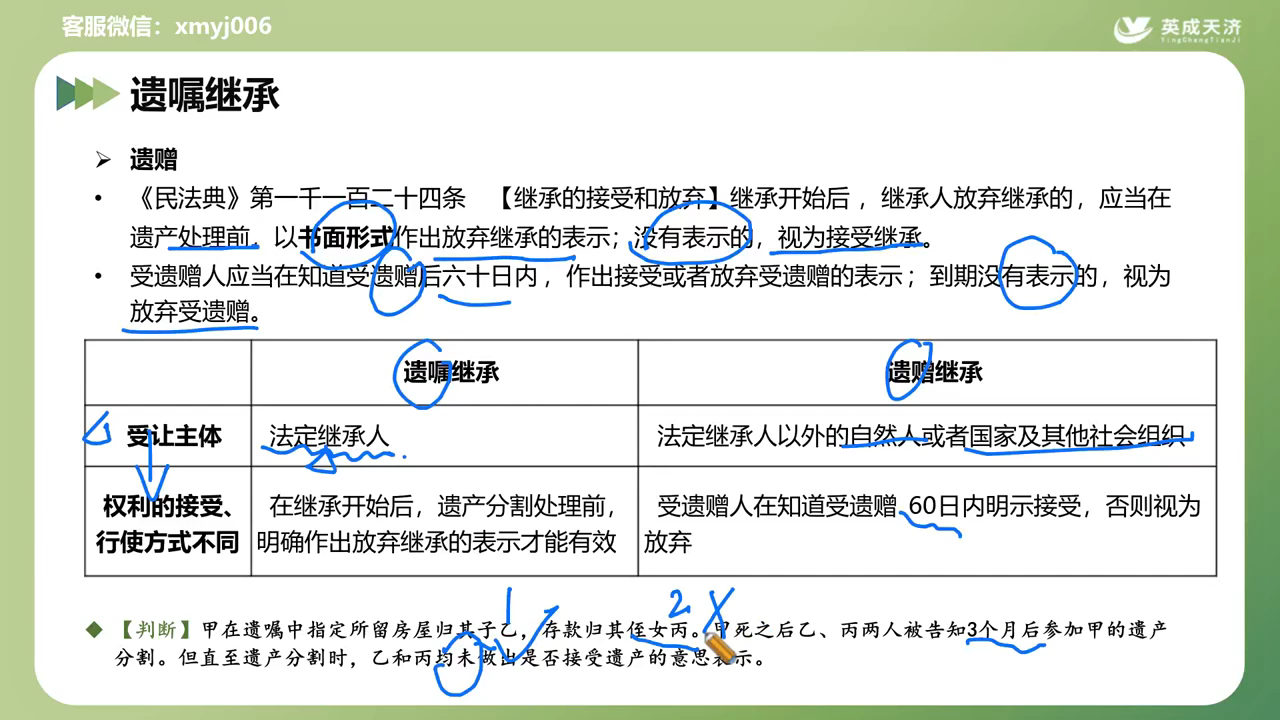 客服微信：xmyj006
英成天济
YingChengTianJi
遗嘱继承
➢ 遗赠
• 《民法典》第一千一百二十四条 【继承的接受和放弃】继承开始后，继承人放弃继承的，应当在
遗产处理前，以书面形式作出放弃继承的表示；没有表示的，视为接受继承。
• 受遗赠人应当在知道受遗赠后六十日内，作出接受或者放弃受遗赠的表示；到期没有表示的，视为
放弃受遗赠。
遗嘱继承 遗赠继承
受让主体 法定继承人 法定继承人以外的自然人或者国家及其他社会组织
权利的接受、 在继承开始后，遗产分割处理前， 受遗赠人在知道受遗赠 60日内明示接受，否则视为
行使方式不同 明确作出放弃继承的表示才能有效 放弃
1 2
◆ 【判断】甲在遗嘱中指定所留房屋归其子乙，存款归其侄女丙。甲死之后乙、丙两人被告知3个月后参加甲的遗产
分割。但直至遗产分割时，乙和丙均未做出是否接受遗产的意思表示。